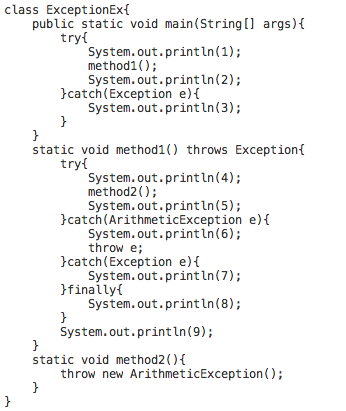 class ExceptionEx{
    public static void main(String[] args){
        try{
            System.out.println(1);
            method1();
            System.out.println(2);
        }catch(Exception e){
            System.out.println(3);
        }
    }
    static void method1() throws Exception{
        try{
            System.out.println(4);
            method2();
            System.out.println(5);
        }catch(ArithmeticException e){
            System.out.println(6);
            throw e;
        }catch(Exception e){
            System.out.println(7);
        }finally{
            System.out.println(8);
        }
        System.out.println(9);
    }
    static void method2(){
        throw new ArithmeticException();
    }
}